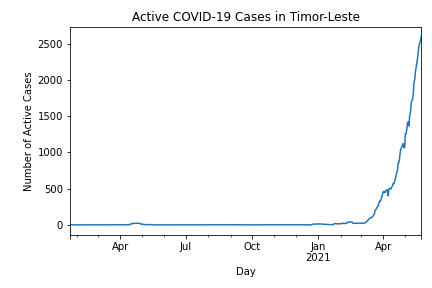 Active COVID-19 Cases in Timor-Leste
Number of Active Cases
2500
2000
1500
1000
500
0
Apr Jul Oct Jan Apr
2021
Day